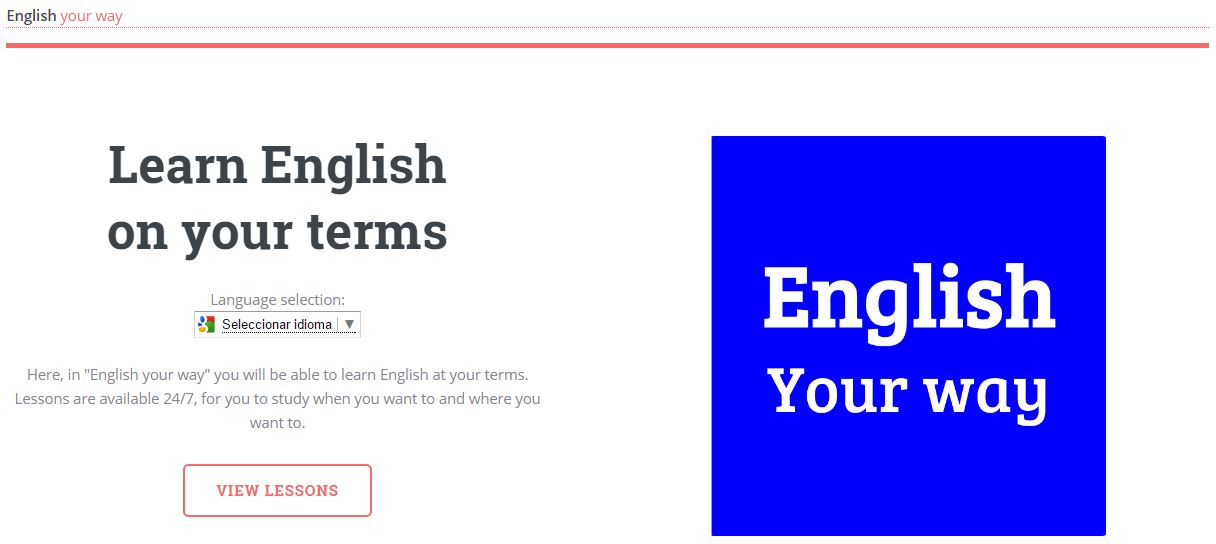 English your way
Learn English
on your terms
Language selection:
Seleccionar idioma ▼
Here, in "English your way" you will be able to learn English at your terms.
Lessons are available 24/7, for you to study when you want to and where you
want to.
VIEW LESSONS
English
Your way